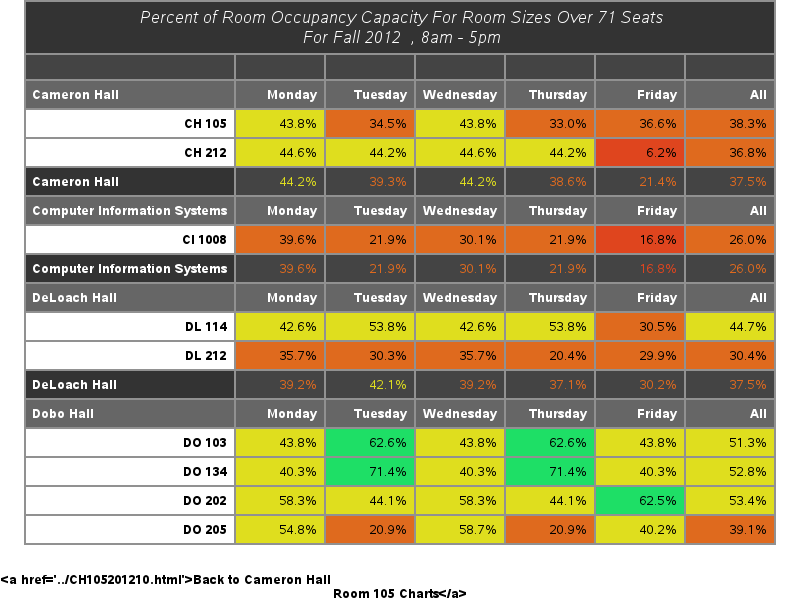 Percent of Room Occupancy Capacity For Room Sizes Over 71 Seats
For Fall 2012 , 8am - 5pm
Cameron Hall Monday Tuesday Wednesday Thursday Friday All
CH 105 43.8% 34.5% 43.8% 33.0% 36.6% 38.3%
CH 212 44.6% 44.2% 44.6% 44.2% 6.2% 36.8%
Cameron Hall 44.2% 39.3% 44.2% 38.6% 21.4% 37.5%
Computer Information Systems Monday Tuesday Wednesday Thursday Friday All
CI 1008 39.6% 21.9% 30.1% 21.9% 16.8% 26.0%
Computer Information Systems 39.6% 21.9% 30.1% 21.9% 16.8% 26.0%
DeLoach Hall Monday Tuesday Wednesday Thursday Friday All
DL 114 42.6% 53.8% 42.6% 53.8% 30.5% 44.7%
DL 212 35.7% 30.3% 35.7% 20.4% 29.9% 30.4%
DeLoach Hall 39.2% 42.1% 39.2% 37.1% 30.2% 37.5%
Dobo Hall Monday Tuesday Wednesday Thursday Friday All
DO 103 43.8% 62.6% 43.8% 62.6% 43.8% 51.3%
DO 134 40.3% 71.4% 40.3% 71.4% 40.3% 52.8%
DO 202 58.3% 44.1% 58.3% 44.1% 62.5% 53.4%
DO 205 54.8% 20.9% 58.7% 20.9% 40.2% 39.1%
&lt;a href='../CH105201210.html'&gt;Back to Cameron Hall
Room 105 Charts&lt;/a&gt;